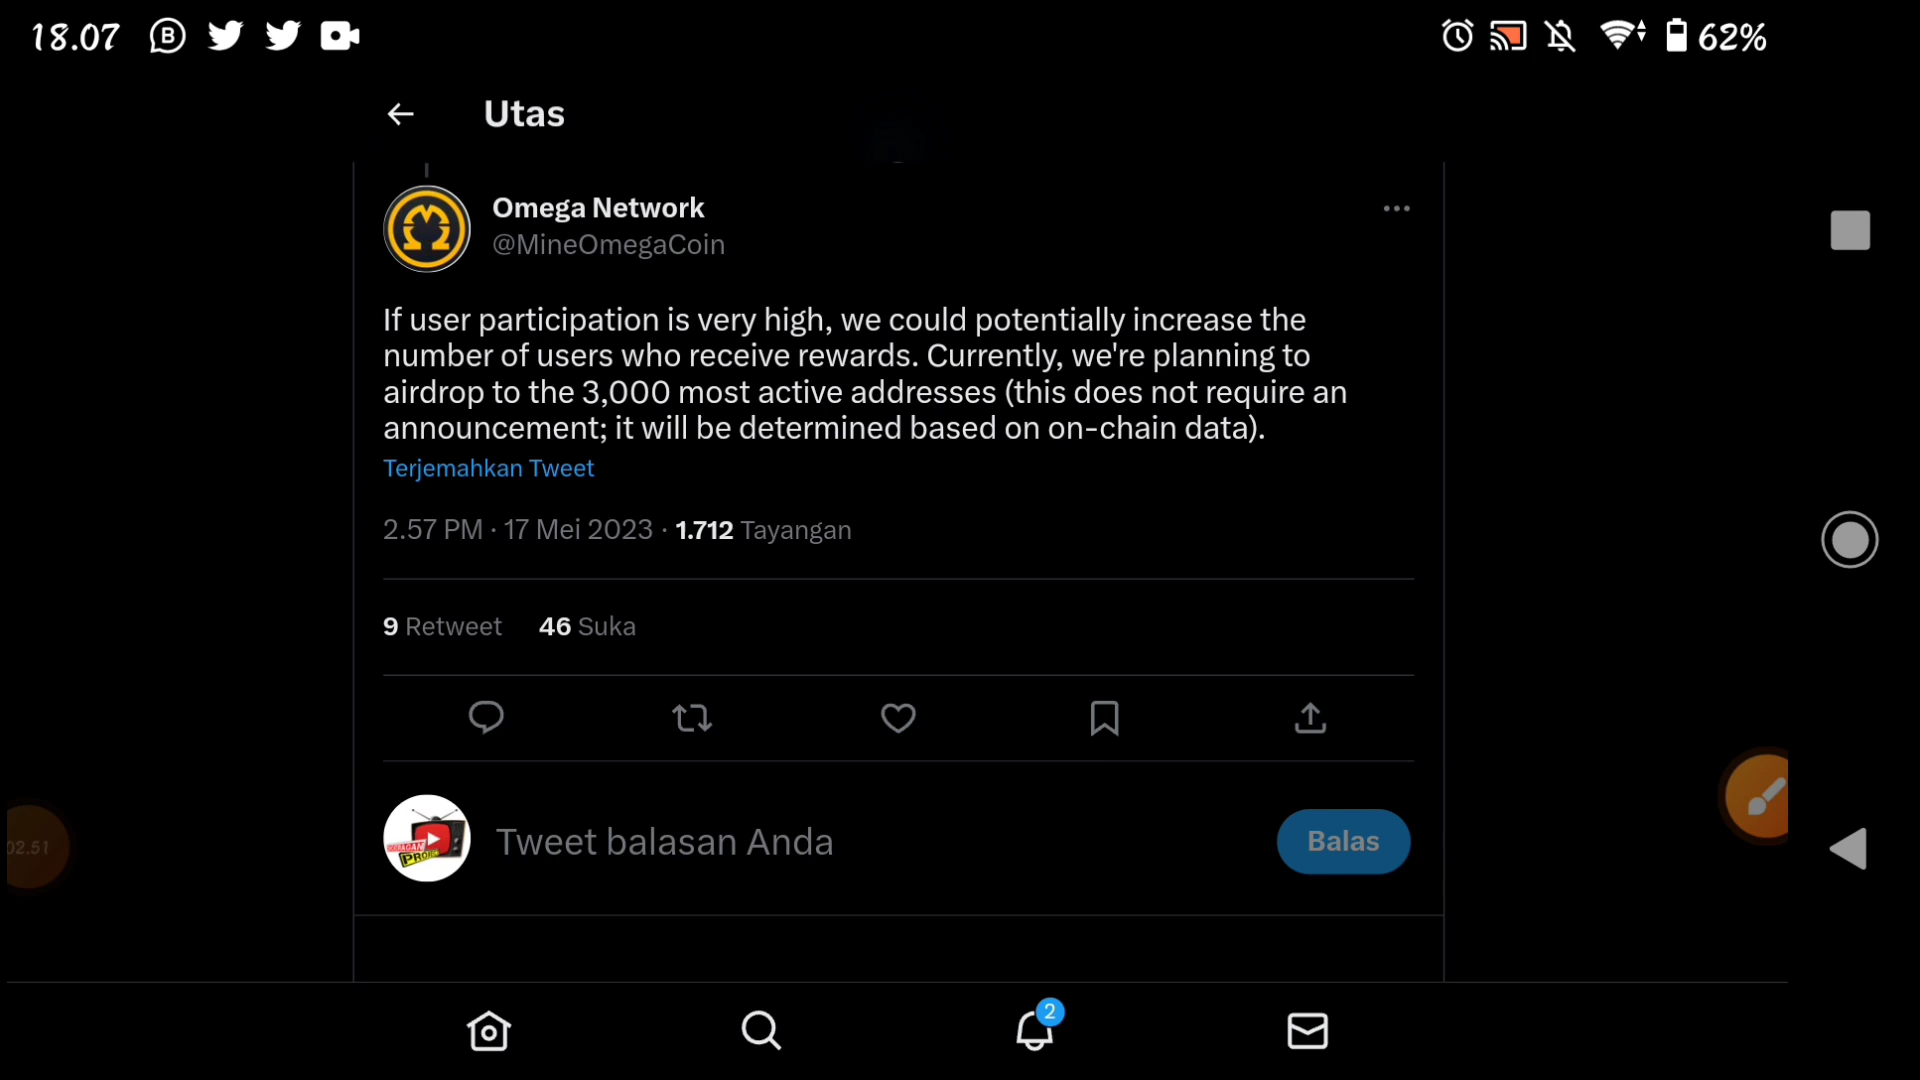 18.07
62%
Utas
Omega Network
@MineOmegaCoin
If user participation is very high, we could potentially increase the
number of users who receive rewards. Currently, we're planning to
airdrop to the 3,000 most active addresses (this does not require an
announcement; it will be determined based on on-chain data).
Terjemahkan Tweet
2.57 PM · 17 Mei 2023 · 1.712 Tayangan
9 Retweet 46 Suka
02.51
PROMO
Tweet balasan Anda
Balas
2